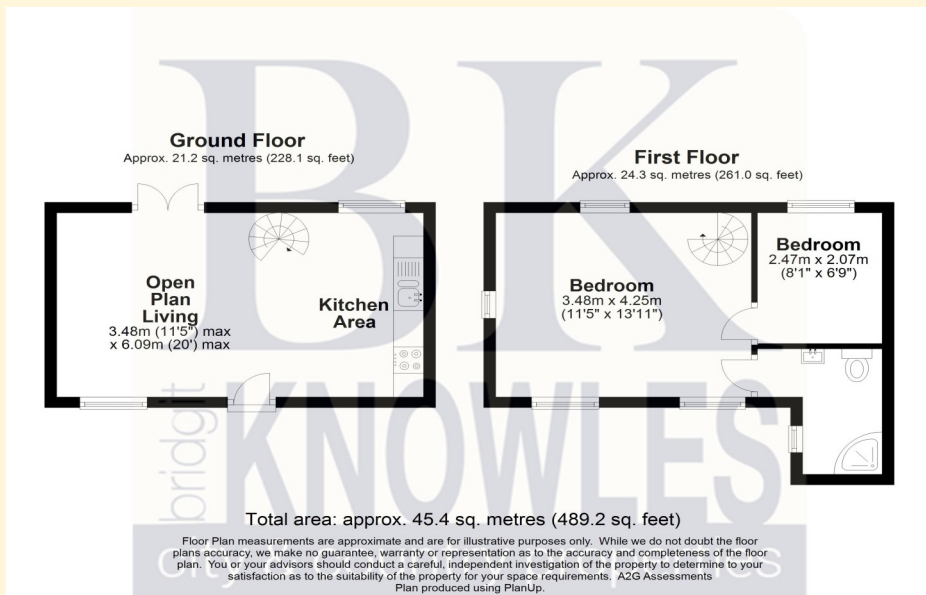 BK
Ground Floor
Approx. 21.2 sq. metres (228.1 sq. feet)
Open
Plan
Living
3.48m (11'5") max
x 6.09m (20') max
Kitchen
Area
First Floor
Approx. 24.3 sq. metres (261.0 sq. feet)
Bedroom
3.48m x 4.25m
(11'5" x 13'11")
Bedroom
2.47m x 2.07m
(8'1" x 6'9")
bridgit
KNOWLES
city & country properties
Total area: approx. 45.4 sq. metres (489.2 sq. feet)
Floor Plan measurements are approximate and are for illustrative purposes only. While we do not doubt the floor
plans accuracy, we make no guarantee, warranty or representation as to the accuracy and completeness of the floor
plan. You or your advisors should conduct a careful, independent investigation of the property to determine to your
satisfaction as to the suitability of the property for your space requirements. A2G Assessments
Plan produced using PlanUp.